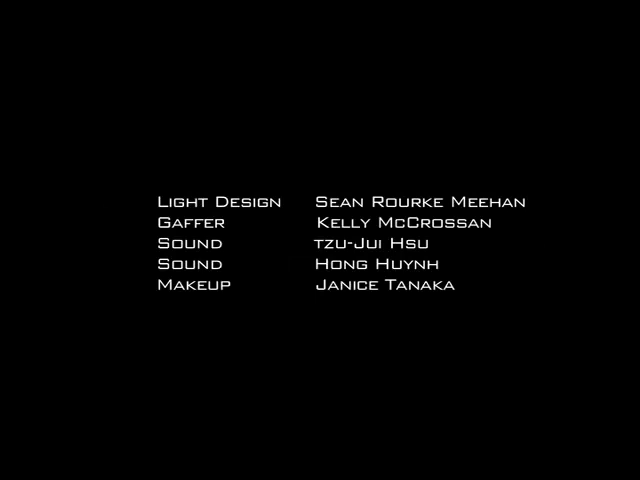 Light Design Sean Rourke Meehan
Gaffer Kelly McCrossan
Sound tzu-Jui Hsu
Sound Hong Huynh
Makeup Janice Tanaka